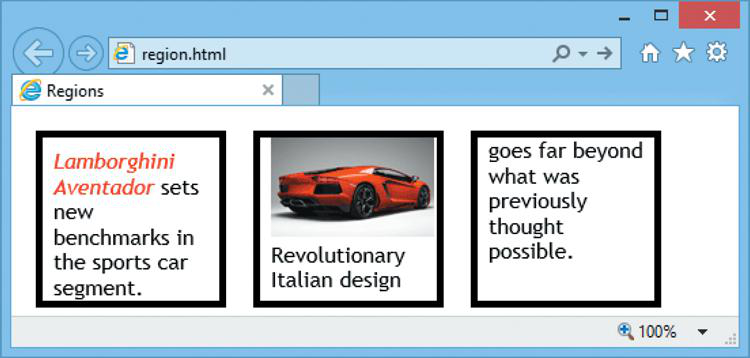 region.html
Regions
Lamborghini
Aventador sets
new
benchmarks in
the sports car
segment.
Revolutionary
Italian design
goes far beyond
what was
previously
thought
possible.
100%